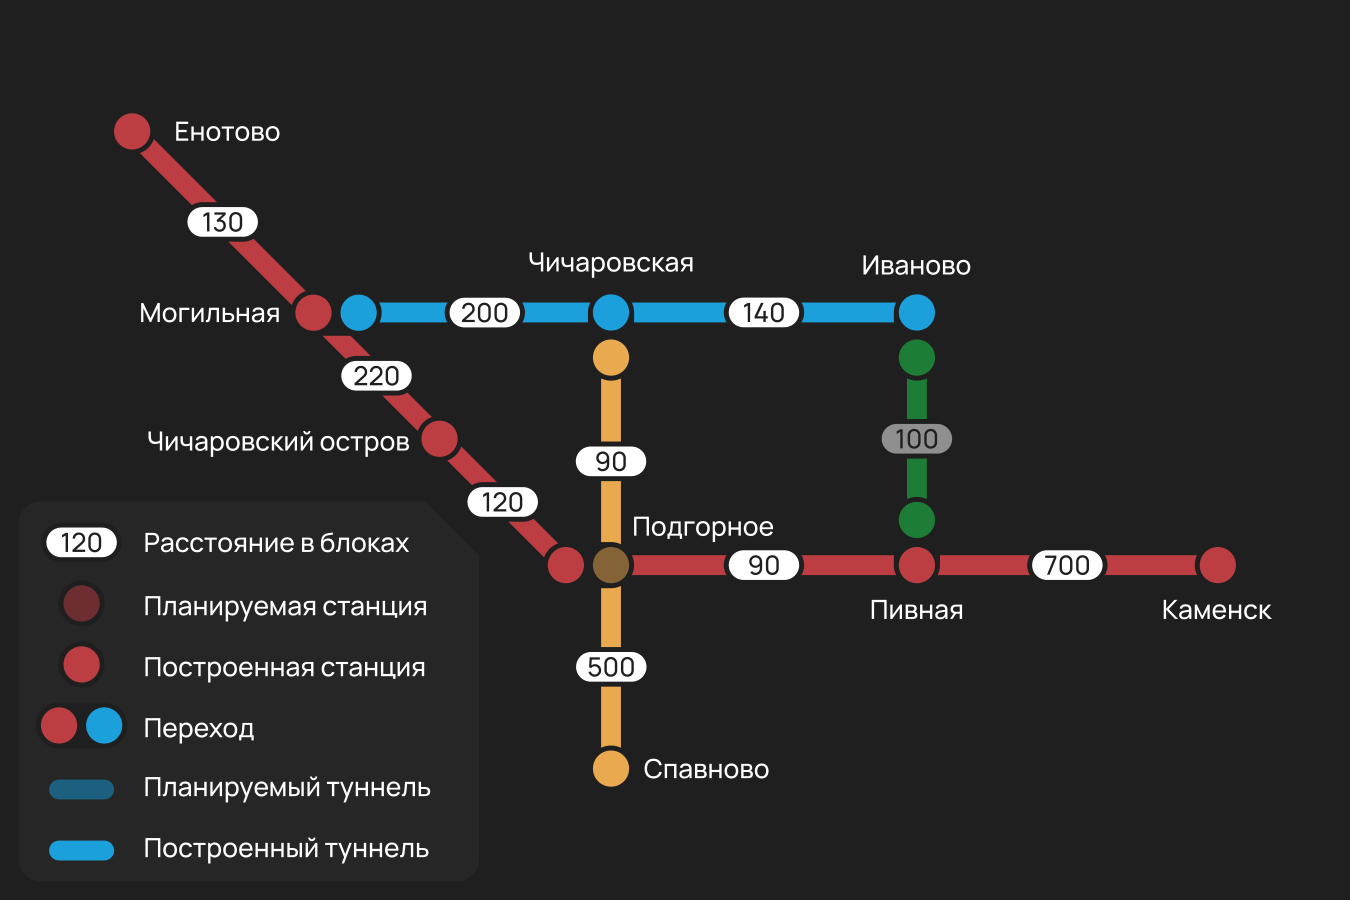 Енотово
130
Чичаровская
Иваново
Могильная
200
140
220
Чичаровский остров
100
90
120
Подгорное
90
700
Пивная
Каменск
500
Спавново
120 Расстояние в блоках
Планируемая станция
Построенная станция
Переход
Планируемый туннель
Построенный туннель